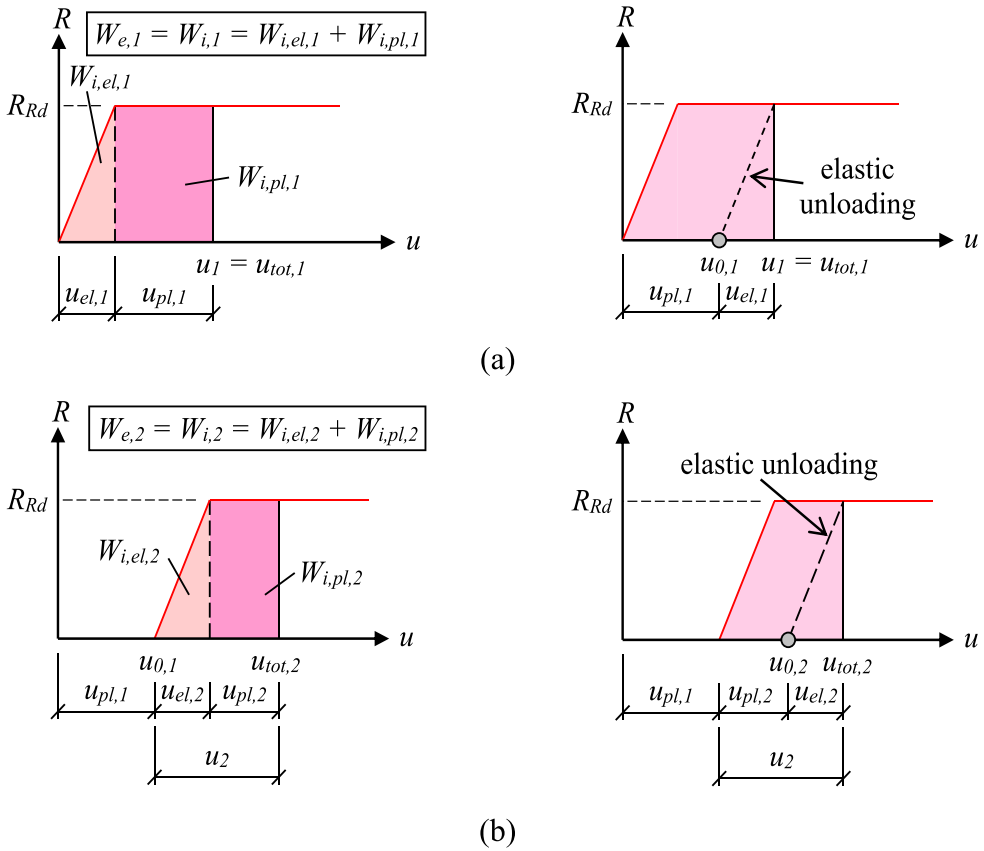 R
W_{e,1} = W_{i,1} = W_{i,el,1} + W_{i,pl,1}
W_{i,el,1}
R_{Rd}
W_{i,pl,1}
u
u_1 = u_{tot,1}
u_{el,1} u_{pl,1}
R
R_{Rd}
elastic
unloading
u
u_{0,1} u_1 = u_{tot,1}
u_{pl,1} u_{el,1}
(a)
R
W_{e,2} = W_{i,2} = W_{i,el,2} + W_{i,pl,2}
R_{Rd}
W_{i,el,2}
W_{i,pl,2}
u
u_{0,1} u_{tot,2}
u_{pl,1} u_{el,2} u_{pl,2}
u_2
R
elastic unloading
R_{Rd}
u
u_{0,2} u_{tot,2}
u_{pl,1} u_{pl,2} u_{el,2}
u_2
(b)